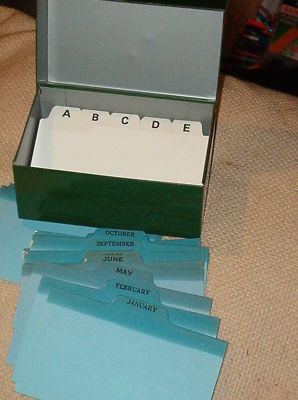 A B C D E
OCTOBER
SEPTEMBER
JUNE
MAY
FEBRUARY
JANUARY